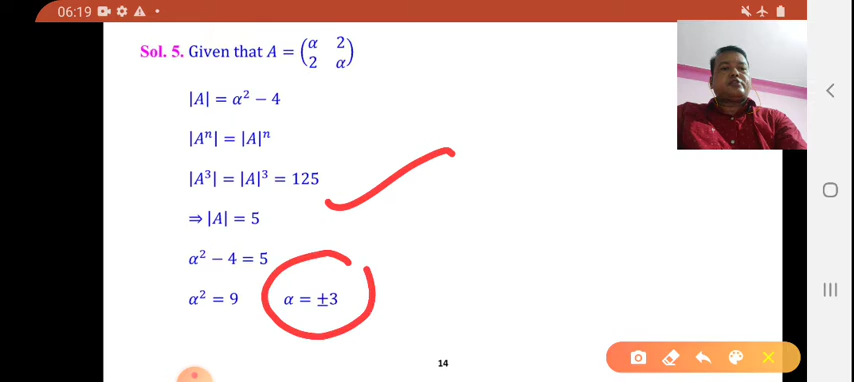 06:19
Sol. 5. Given that A = (α 2
2 α)
|A| = α² − 4
|Aⁿ| = |A|ⁿ
|A³| = |A|³ = 125
⇒ |A| = 5
α² − 4 = 5
α² = 9 α = ±3
14